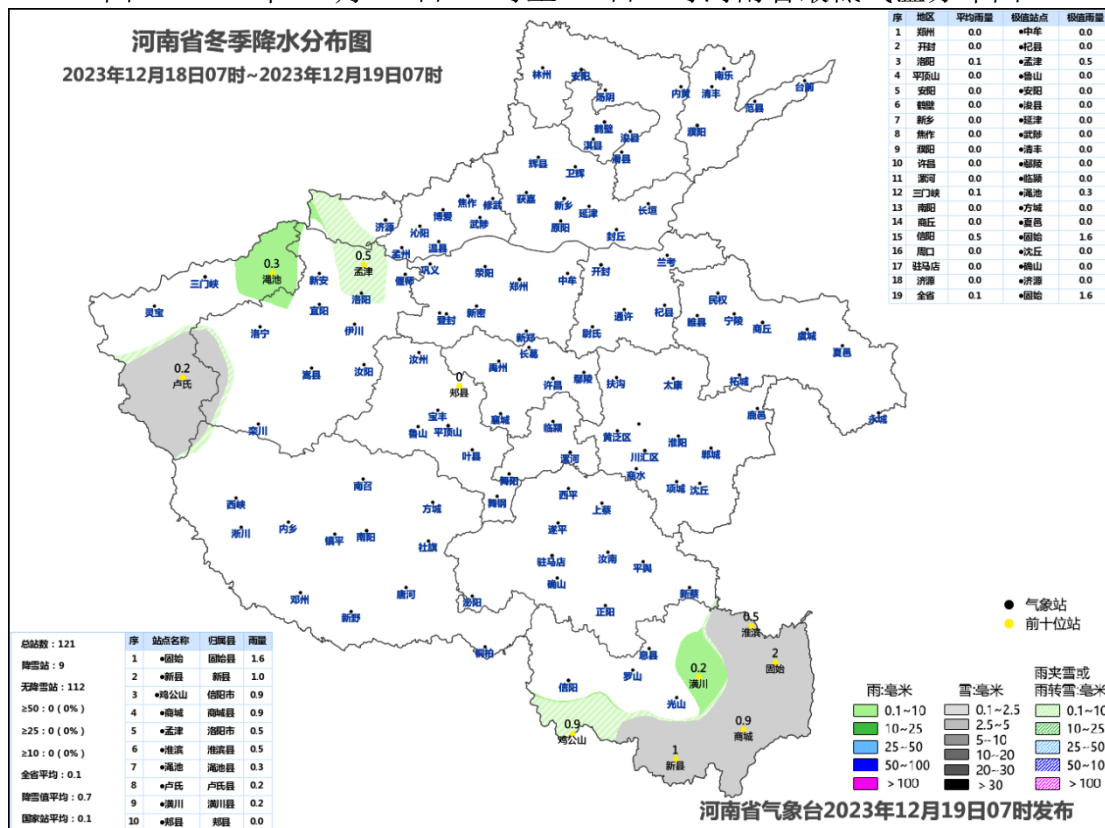 河南省冬季降水分布图
2023年12月18日07时~2023年12月19日07时
序 地区 平均雨量 极值站点 极值雨量
1 郑州 0.0 •中牟 0.0
2 开封 0.0 •杞县 0.0
3 洛阳 0.1 •孟津 0.5
4 平顶山 0.0 •鲁山 0.0
5 安阳 0.0 •安阳 0.0
6 鹤壁 0.0 •浚县 0.0
7 新乡 0.0 •延津 0.0
8 焦作 0.0 •武陟 0.0
9 濮阳 0.0 •清丰 0.0
10 许昌 0.0 •鄢陵 0.0
11 漯河 0.0 •临颍 0.0
12 三门峡 0.1 •渑池 0.3
13 南阳 0.0 •方城 0.0
14 商丘 0.0 •夏邑 0.0
15 信阳 0.5 •固始 1.6
16 周口 0.0 •沈丘 0.0
17 驻马店 0.0 •确山 0.0
18 济源 0.0 •济源 0.0
19 全省 0.1 •固始 1.6
林州 安阳 南乐
汤阴 内黄 清丰 台前
范县
鹤壁 浚县 濮阳
淇县 滑县
辉县 卫辉
焦作 修武 获嘉 新乡 延津 长垣
济源 沁阳 博爱 武陟 原阳 封丘
温县
0.3 0.5 孟州
渑池 孟津 偃师 巩义 荥阳 郑州 中牟 开封 兰考
三门峡 新安
灵宝 宜阳 洛阳 登封 新密 通许 杞县 民权
睢县 宁陵 商丘 虞城
洛宁 伊川 新郑 尉氏 夏邑
长葛
0.2 嵩县 汝阳 汝州 禹州
卢氏 0 许昌 鄢陵 扶沟 太康 柘城
郏县
宝丰 襄城 临颍 鹿邑 永城
栾川 鲁山 平顶山 黄泛区 淮阳
叶县 漯河 川汇区 郸城
商水
舞阳 项城 沈丘
南召 舞钢 西平
西峡 方城 上蔡
淅川 内乡 镇平 南阳 社旗 遂平
驻马店 汝南 平舆
邓州 唐河 泌阳 确山 新蔡
新野 正阳
0.5
淮滨
桐柏 息县 2
固始
罗山 0.2
信阳 潢川
光山
0.9 0.9
鸡公山 商城
1
新县
气象站
前十位站
总站数：121
降雪站：9
无降雪站：112
≥50：0 ( 0%)
≥25：0 ( 0%)
≥10：0 ( 0%)
全省平均：0.1
降雪值平均：0.7
国家站平均：0.1
序 站点名称 归属县 雨量
1 •固始 固始县 1.6
2 •新县 新县 1.0
3 •鸡公山 信阳市 0.9
4 •商城 商城县 0.9
5 •孟津 洛阳市 0.5
6 •淮滨 淮滨县 0.5
7 •渑池 渑池县 0.3
8 •卢氏 卢氏县 0.2
9 •潢川 潢川县 0.2
10 •郏县 郏县 0.0
雨:毫米
0.1~10
10~25
25~50
50~100
>100
雪:毫米
0.1~2.5
2.5~5
5~10
10~20
20~30
>30
雨夹雪或
雨转雪:毫米
0.1~10
10~25
25~50
50~10
>100
河南省气象台2023年12月19日07时发布